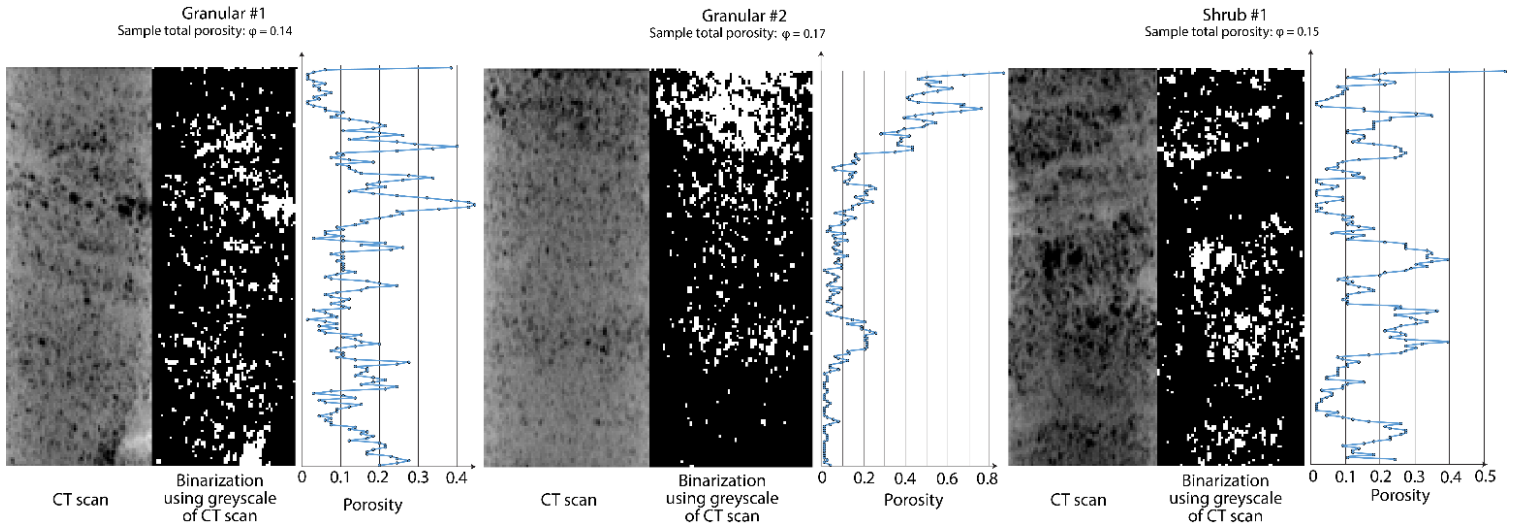 Granular #1
Sample total porosity: φ = 0.14
CT scan
Binarization
using greyscale
of CT scan
0 0.1 0.2 0.3 0.4
Porosity
Granular #2
Sample total porosity: φ = 0.17
CT scan
Binarization
using greyscale
of CT scan
0 0.2 0.4 0.6 0.8
Porosity
Shrub #1
Sample total porosity: φ = 0.15
CT scan
Binarization
using greyscale
of CT scan
0 0.1 0.2 0.3 0.4 0.5
Porosity